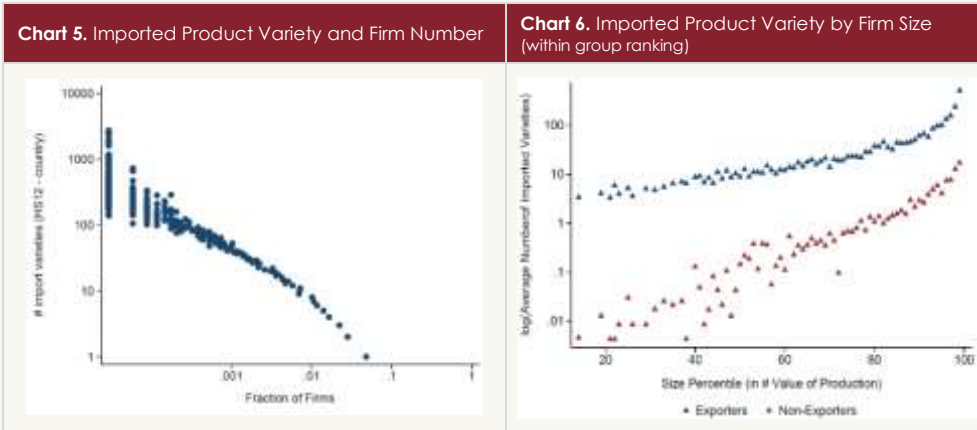 Chart 5. Imported Product Variety and Firm Number
Chart 6. Imported Product Variety by Firm Size
(within group ranking)
10000
1000
100
10
1
# import varieties (HS12 - country)
.001
.01
.1
1
Fraction of Firms
100
10
1
.1
.01
log(Average Numberof Imported Varieties)
20
40
60
80
100
Size Percentile (in # Value of Production)
Exporters
Non-Exporters